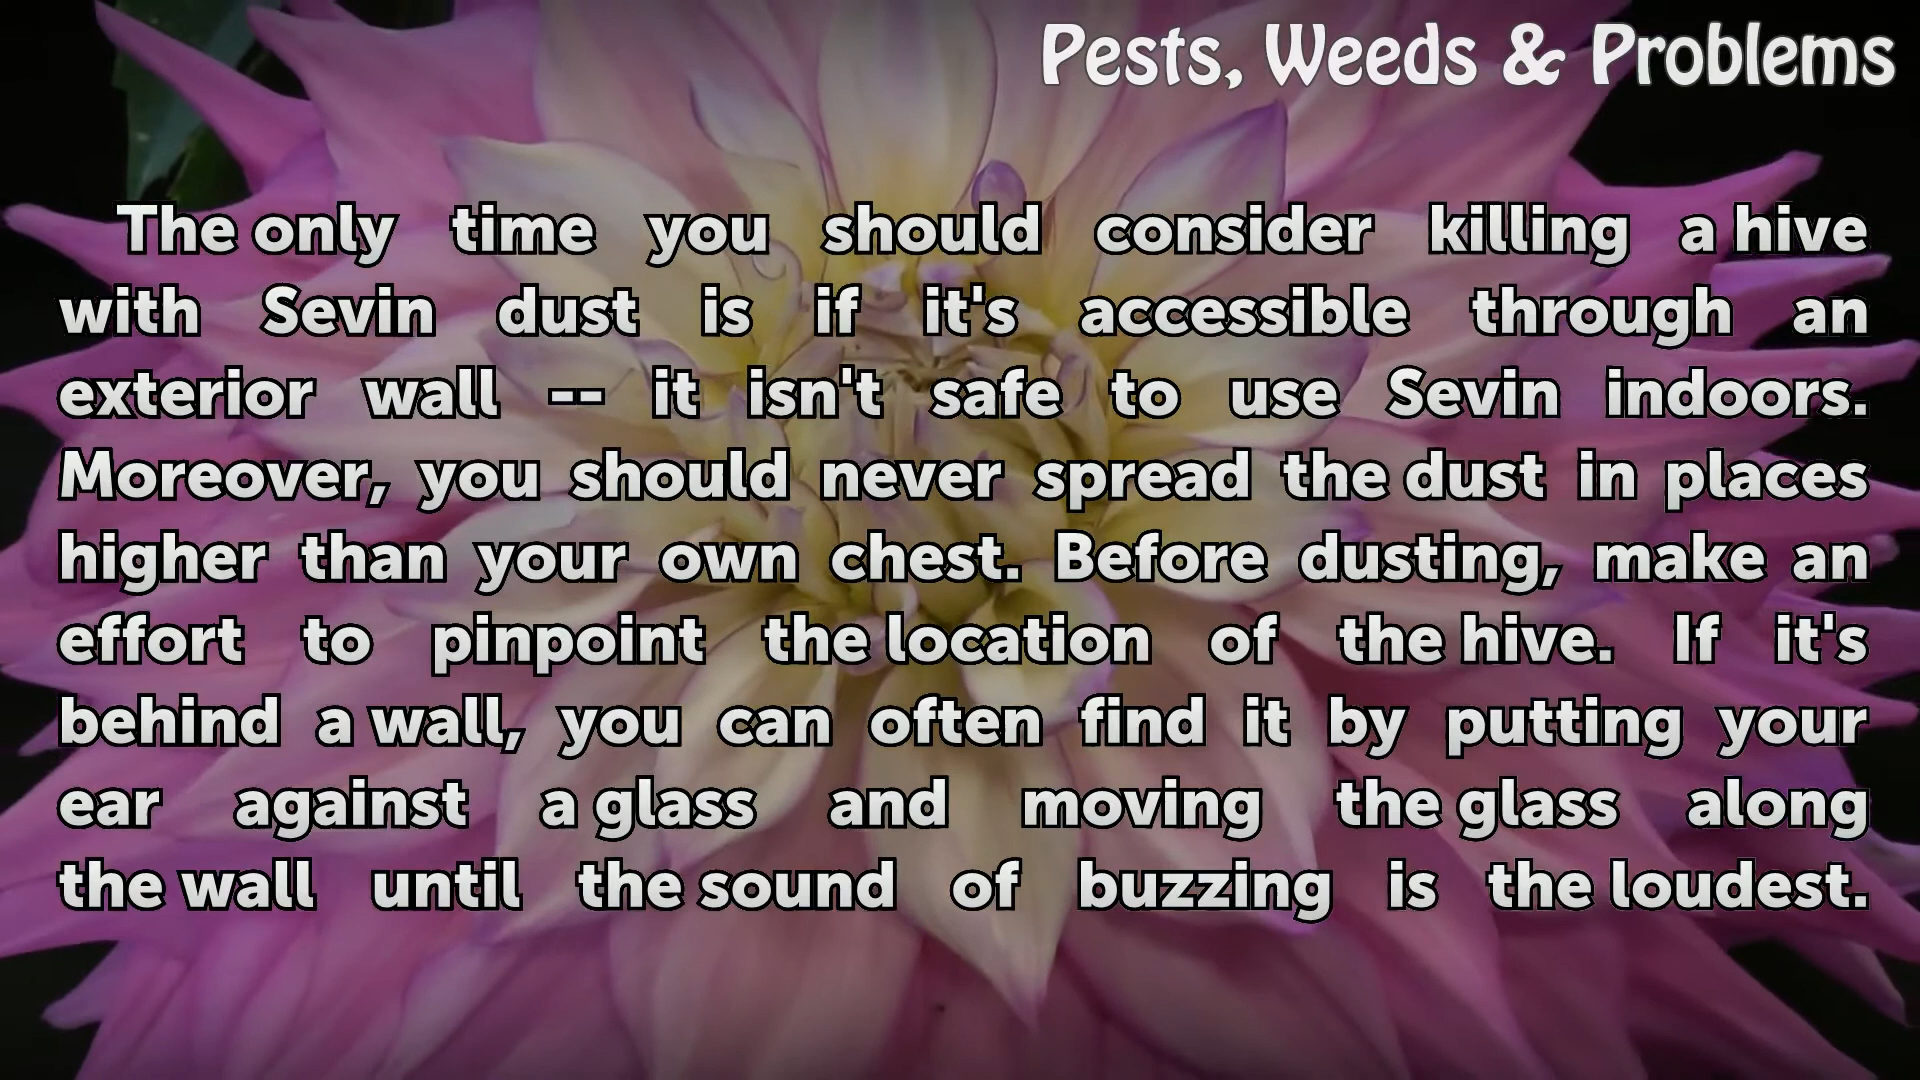 Pests, Weeds & Problems
The only time you should consider killing a hive
with Sevin dust is if it's accessible through an
exterior wall -- it isn't safe to use Sevin indoors.
Moreover, you should never spread the dust in places
higher than your own chest. Before dusting, make an
effort to pinpoint the location of the hive. If it's
behind a wall, you can often find it by putting your
ear against a glass and moving the glass along
the wall until the sound of buzzing is the loudest.